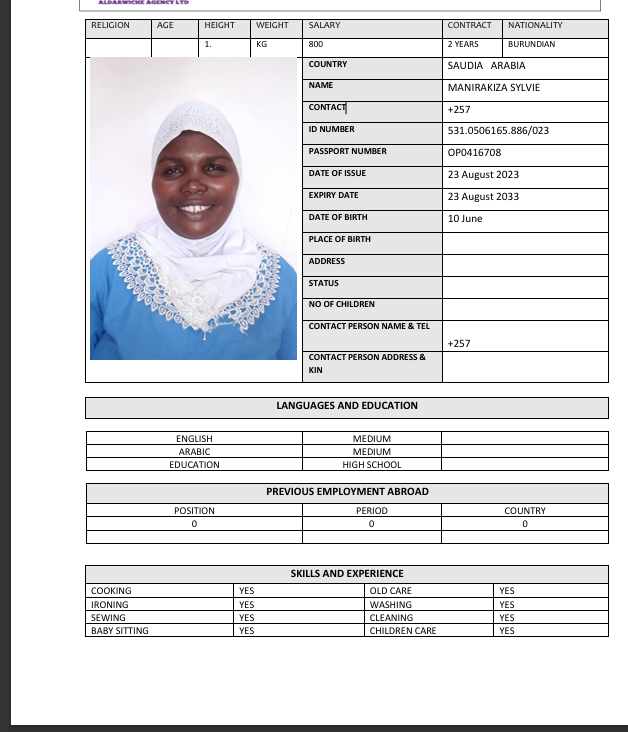 ALDARWICHE AGENCY LTD
RELIGION AGE HEIGHT WEIGHT SALARY CONTRACT NATIONALITY
1. KG 800 2 YEARS BURUNDIAN
COUNTRY SAUDIA ARABIA
NAME MANIRAKIZA SYLVIE
CONTACT +257
ID NUMBER 531.0506165.886/023
PASSPORT NUMBER OP0416708
DATE OF ISSUE 23 August 2023
EXPIRY DATE 23 August 2033
DATE OF BIRTH 10 June
PLACE OF BIRTH
ADDRESS
STATUS
NO OF CHILDREN
CONTACT PERSON NAME & TEL
+257
CONTACT PERSON ADDRESS &
KIN
LANGUAGES AND EDUCATION
ENGLISH MEDIUM
ARABIC MEDIUM
EDUCATION HIGH SCHOOL
PREVIOUS EMPLOYMENT ABROAD
POSITION PERIOD COUNTRY
0 0 0
SKILLS AND EXPERIENCE
COOKING YES OLD CARE YES
IRONING YES WASHING YES
SEWING YES CLEANING YES
BABY SITTING YES CHILDREN CARE YES